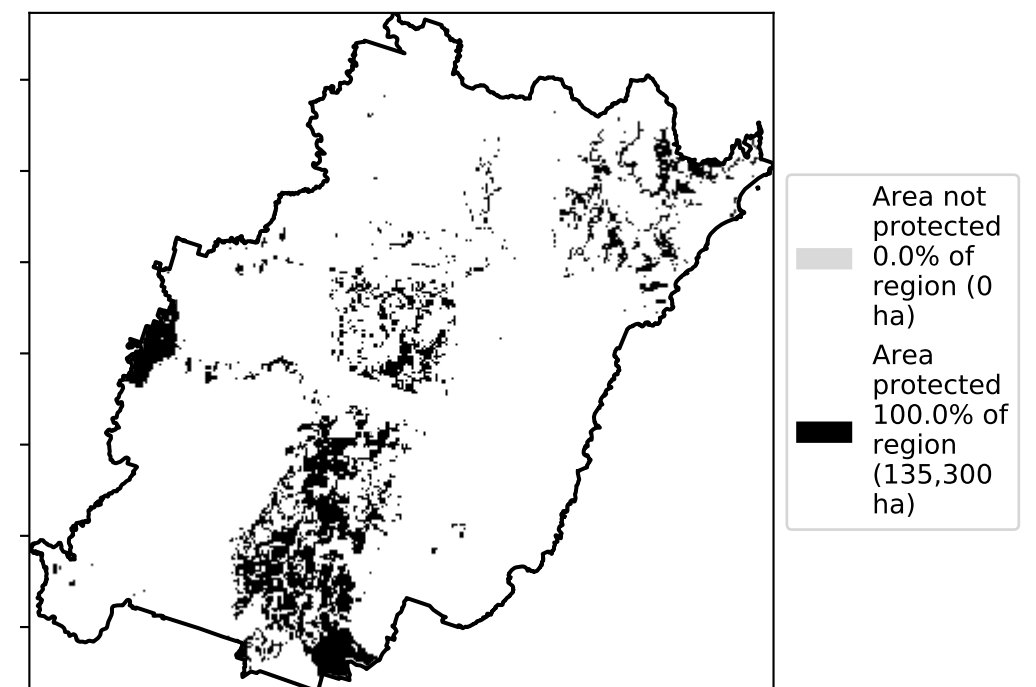 Area not
protected
0.0% of
region (0
ha)
Area
protected
100.0% of
region
(135,300
ha)